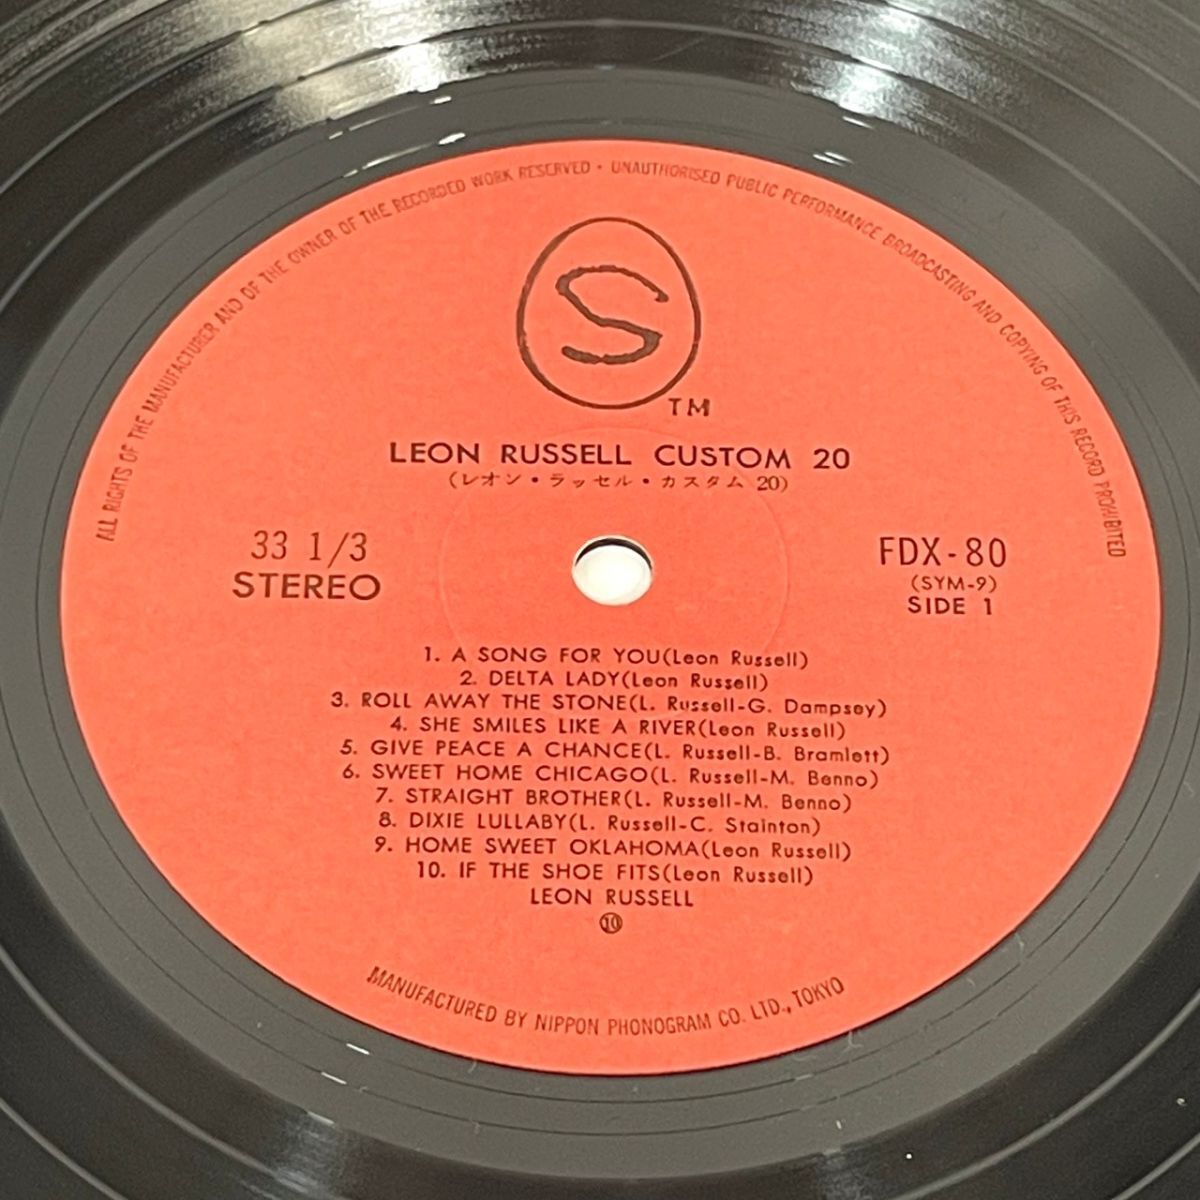 ALL RIGHTS OF THE MANUFACTURER AND OF THE OWNER OF THE RECORDED WORK RESERVED · UNAUTHORISED PUBLIC PERFORMANCE BROADCASTING AND COPYING OF THIS RECORD PROHIBITED
S
TM
LEON RUSSELL CUSTOM 20
(レオン・ラッセル・カスタム 20)
33 1/3
STEREO
FDX-80
(SYM-9)
SIDE 1
1. A SONG FOR YOU(Leon Russell)
2. DELTA LADY(Leon Russell)
3. ROLL AWAY THE STONE(L. Russell-G. Dampsey)
4. SHE SMILES LIKE A RIVER(Leon Russell)
5. GIVE PEACE A CHANCE(L. Russell-B. Bramlett)
6. SWEET HOME CHICAGO(L. Russell-M. Benno)
7. STRAIGHT BROTHER(L. Russell-M. Benno)
8. DIXIE LULLABY(L. Russell-C. Stainton)
9. HOME SWEET OKLAHOMA(Leon Russell)
10. IF THE SHOE FITS(Leon Russell)
LEON RUSSELL
⑩
MANUFACTURED BY NIPPON PHONOGRAM CO. LTD., TOKYO